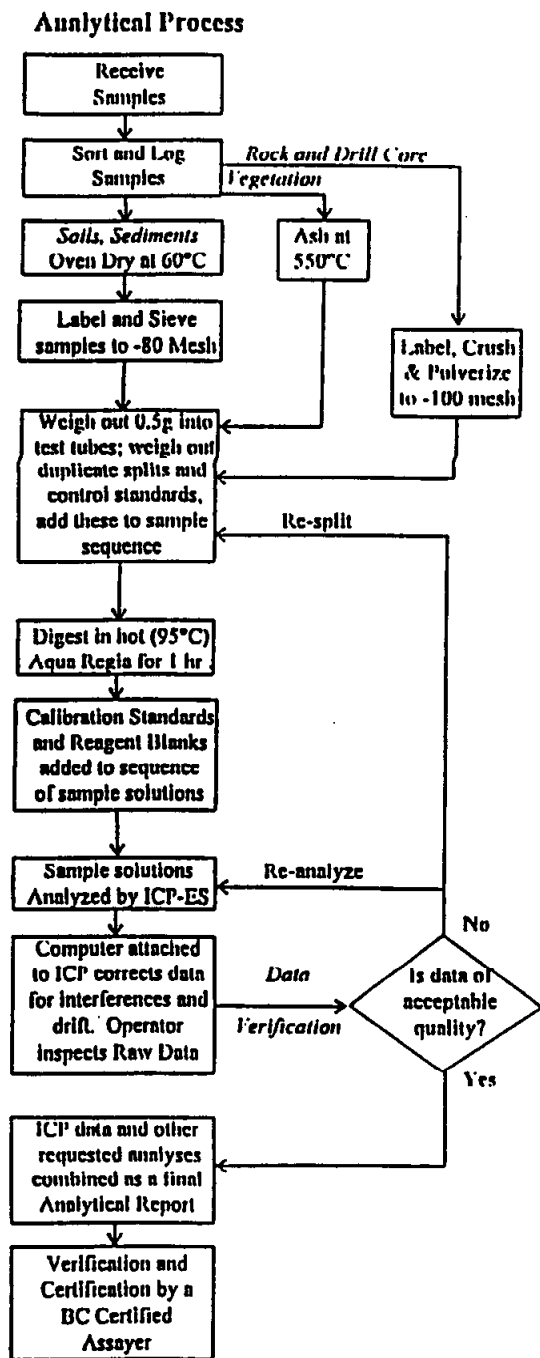 Analytical Process
Receive
Samples
Sort and Log
Samples
Rock and Drill Core
Vegetation
Soils, Sediments
Oven Dry at 60°C
Ash at
550°C
Label and Sieve
samples to -80 Mesh
Label, Crush
& Pulverize
to -100 mesh
Weigh out 0.5g into
test tubes; weigh out
duplicate splits and
control standards,
add these to sample
sequence
Re-split
Digest in hot (95°C)
Aqua Regia for 1 hr
Calibration Standards
and Reagent Blanks
added to sequence
of sample solutions
Sample solutions
Analyzed by ICP-ES
Re-analyze
No
Computer attached
to ICP corrects data
for interferences and
drift. Operator
inspects Raw Data
Data
Verification
Is data of
acceptable
quality?
Yes
ICP data and other
requested analyses
combined as a final
Analytical Report
Verification and
Certification by a
BC Certified
Assayer